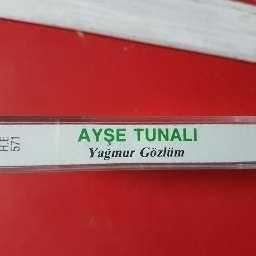 HE
571
AYŞE TUNALI
Yağmur Gözlüm